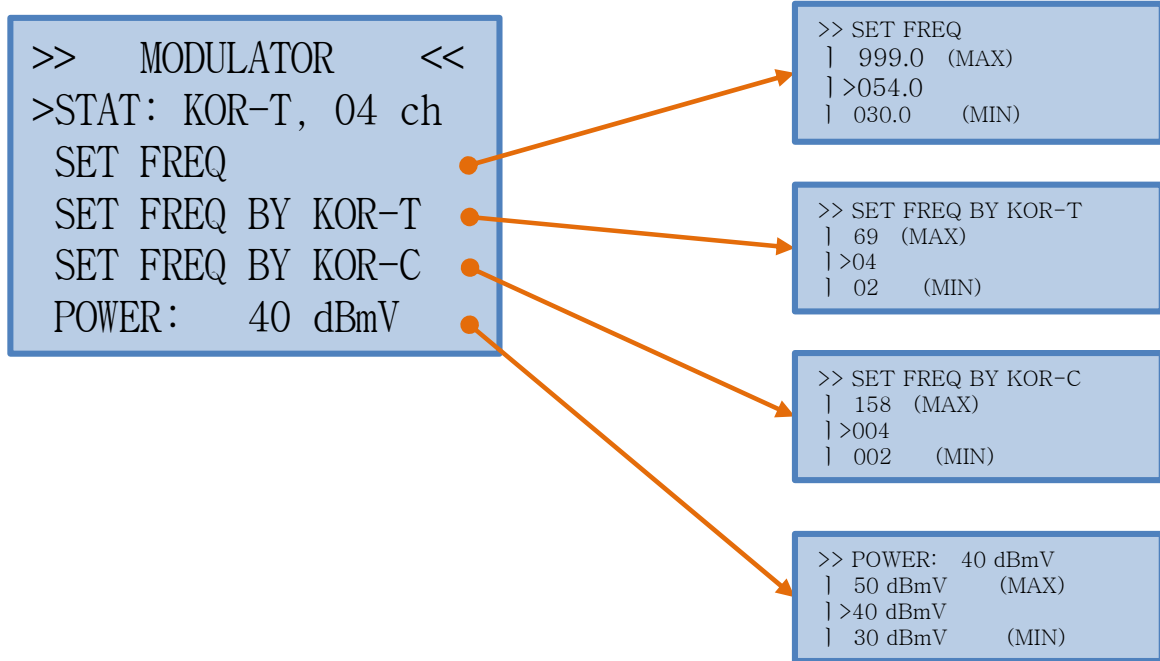 >> MODULATOR <<
>STAT: KOR-T, 04 ch
SET FREQ
SET FREQ BY KOR-T
SET FREQ BY KOR-C
POWER: 40 dBmV
>> SET FREQ
] 999.0 (MAX)
]>054.0
] 030.0 (MIN)
>> SET FREQ BY KOR-T
] 69 (MAX)
]>04
] 02 (MIN)
>> SET FREQ BY KOR-C
] 158 (MAX)
]>004
] 002 (MIN)
>> POWER: 40 dBmV
] 50 dBmV (MAX)
]>40 dBmV
] 30 dBmV (MIN)